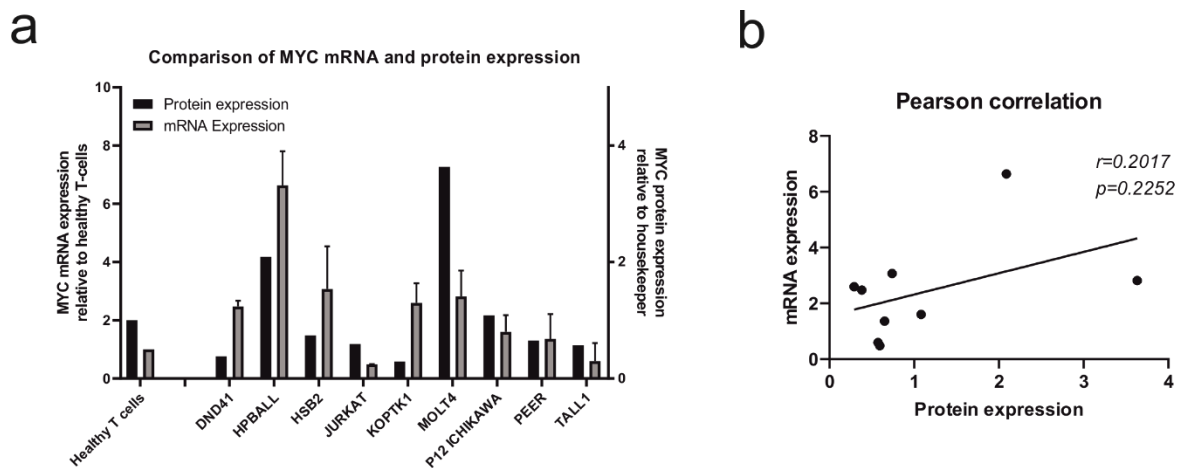 a
Comparison of MYC mRNA and protein expression
MYC mRNA expression
relative to healthy T-cells
10
8
6
4
2
0
Protein expression
mRNA Expression
4
2
0
MYC protein expression
relative to housekeeper
Healthy T cells
DND41
HPBALL
HSB2
JURKAT
KOPTK1
MOLT4
P12 ICHIKAWA
PEER
TALL1
b
Pearson correlation
mRNA expression
8
6
4
2
0
r=0.2017
p=0.2252
0
1
2
3
4
Protein expression